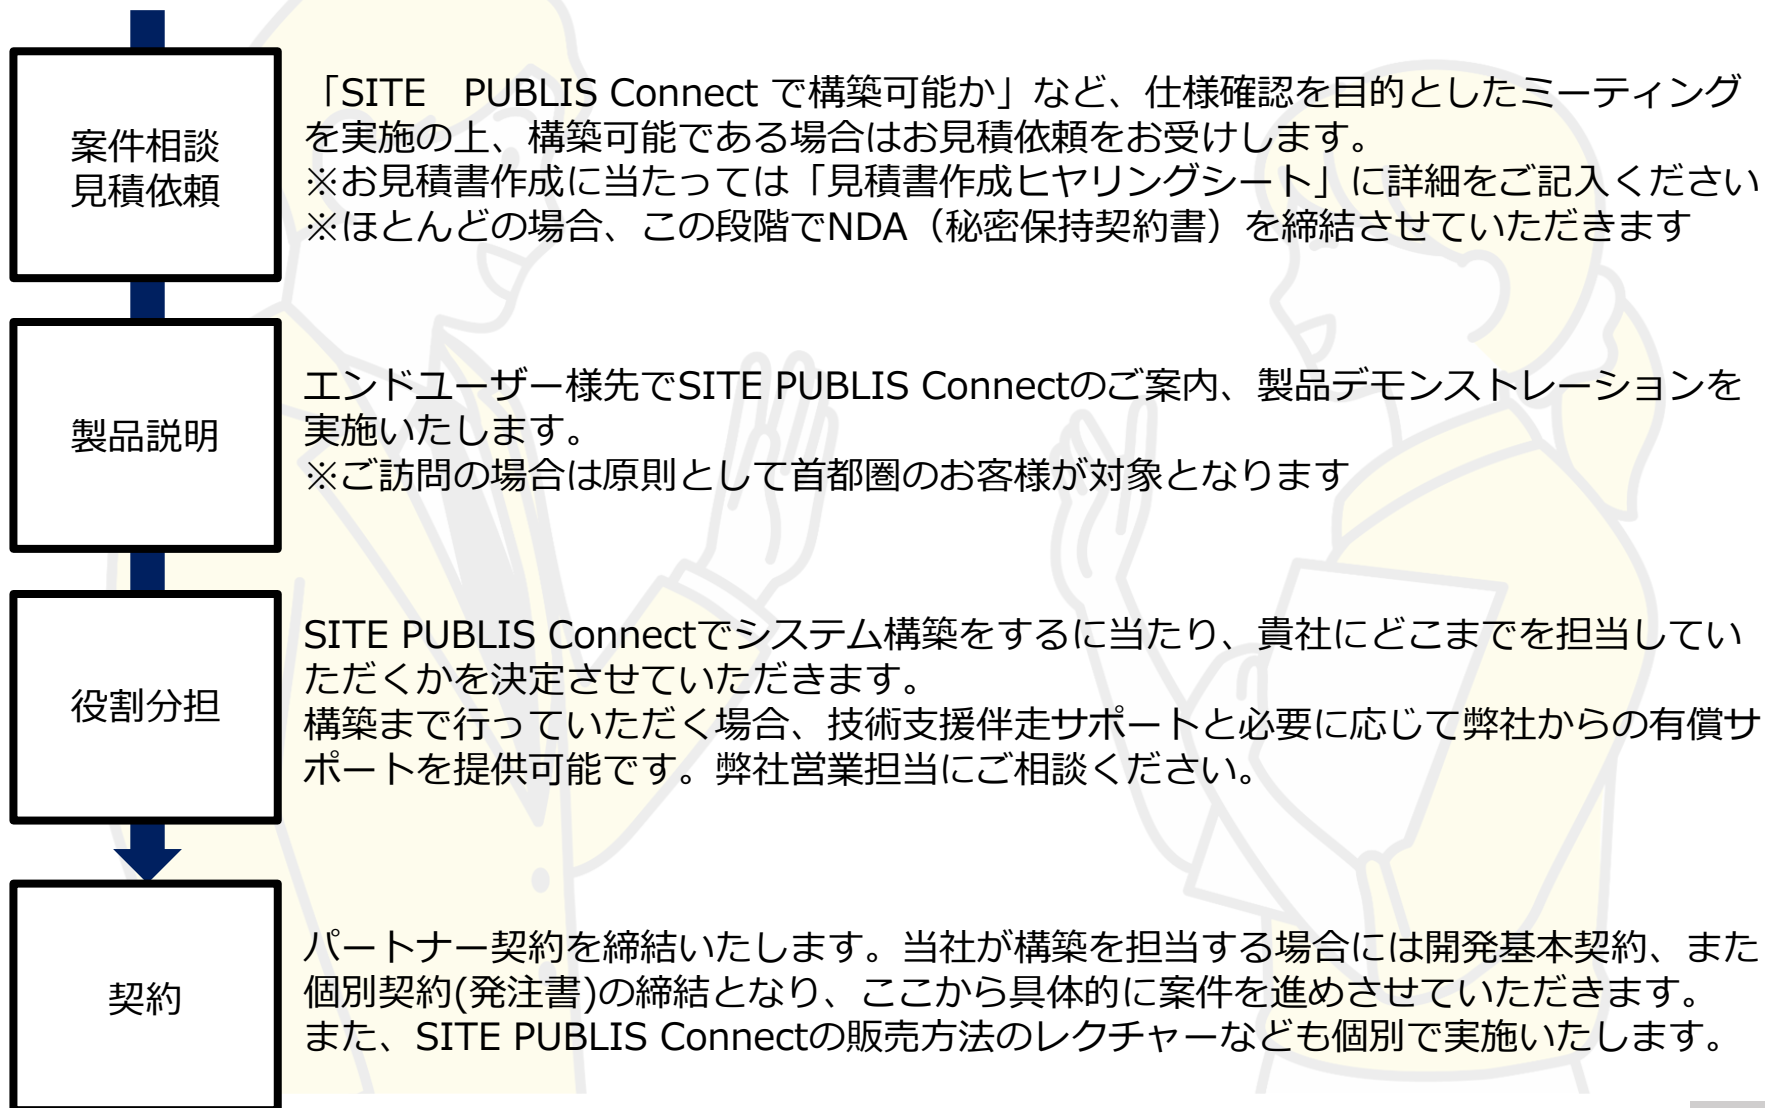 案件相談
見積依頼
「SITE　PUBLIS Connect で構築可能か」など、仕様確認を目的としたミーティング
を実施の上、構築可能である場合はお見積依頼をお受けします。
※お見積書作成に当たっては「見積書作成ヒヤリングシート」に詳細をご記入ください
※ほとんどの場合、この段階でNDA（秘密保持契約書）を締結させていただきます
製品説明
エンドユーザー様先でSITE PUBLIS Connectのご案内、製品デモンストレーションを
実施いたします。
※ご訪問の場合は原則として首都圏のお客様が対象となります
役割分担
SITE PUBLIS Connectでシステム構築をするに当たり、貴社にどこまでを担当してい
ただくかを決定させていただきます。
構築まで行っていただく場合、技術支援伴走サポートと必要に応じて弊社からの有償サ
ポートを提供可能です。弊社営業担当にご相談ください。
契約
パートナー契約を締結いたします。当社が構築を担当する場合には開発基本契約、また
個別契約(発注書)の締結となり、ここから具体的に案件を進めさせていただきます。
また、SITE PUBLIS Connectの販売方法のレクチャーなども個別で実施いたします。